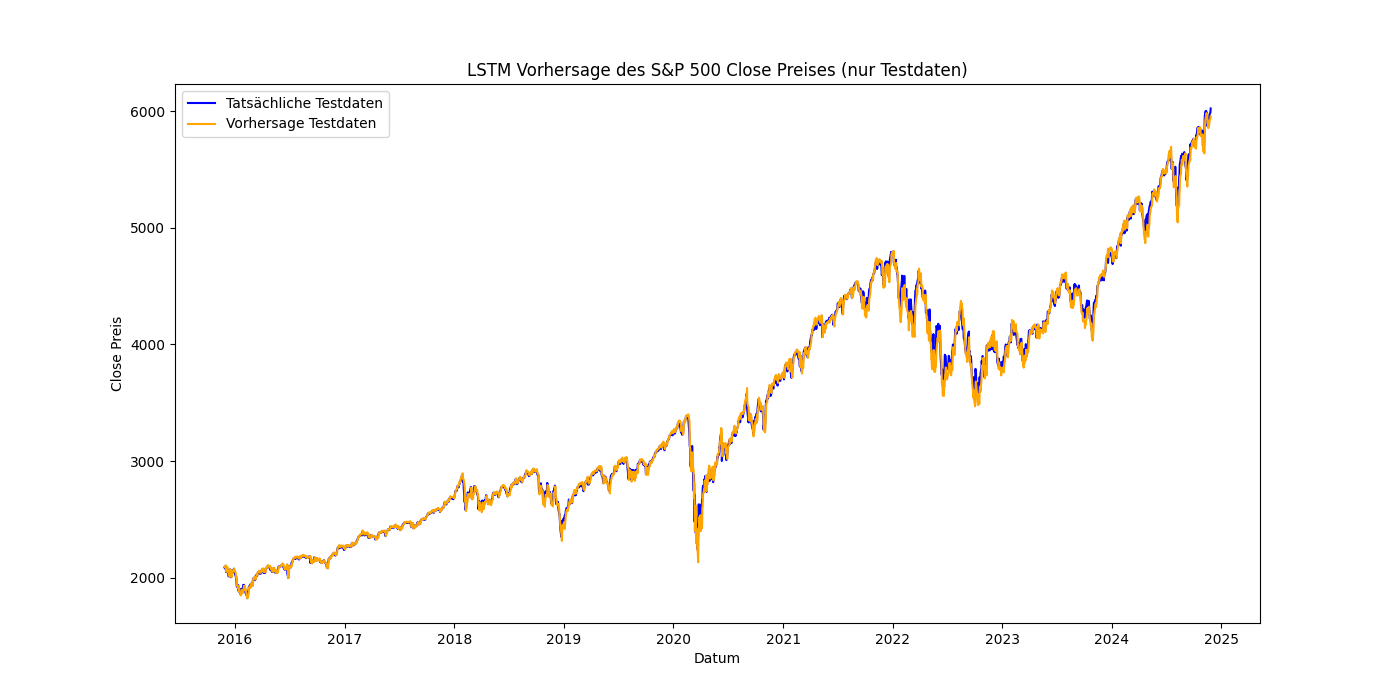 LSTM Vorhersage des S&P 500 Close Preises (nur Testdaten)
Tatsächliche Testdaten
Vorhersage Testdaten
6000
5000
4000
3000
2000
Close Preis
2016 2017 2018 2019 2020 2021 2022 2023 2024 2025
Datum